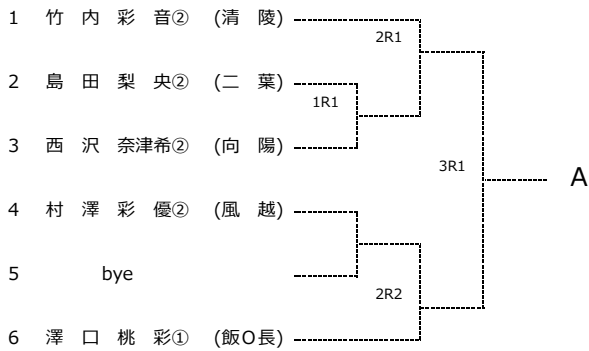 1 竹 内 彩 音② (清 陵)
2R1
2 島 田 梨 央② (二 葉)
1R1
3 西 沢 奈津希② (向 陽)
3R1
A
4 村 澤 彩 優② (風 越)
5 bye
2R2
6 澤 口 桃 彩① (飯O長)